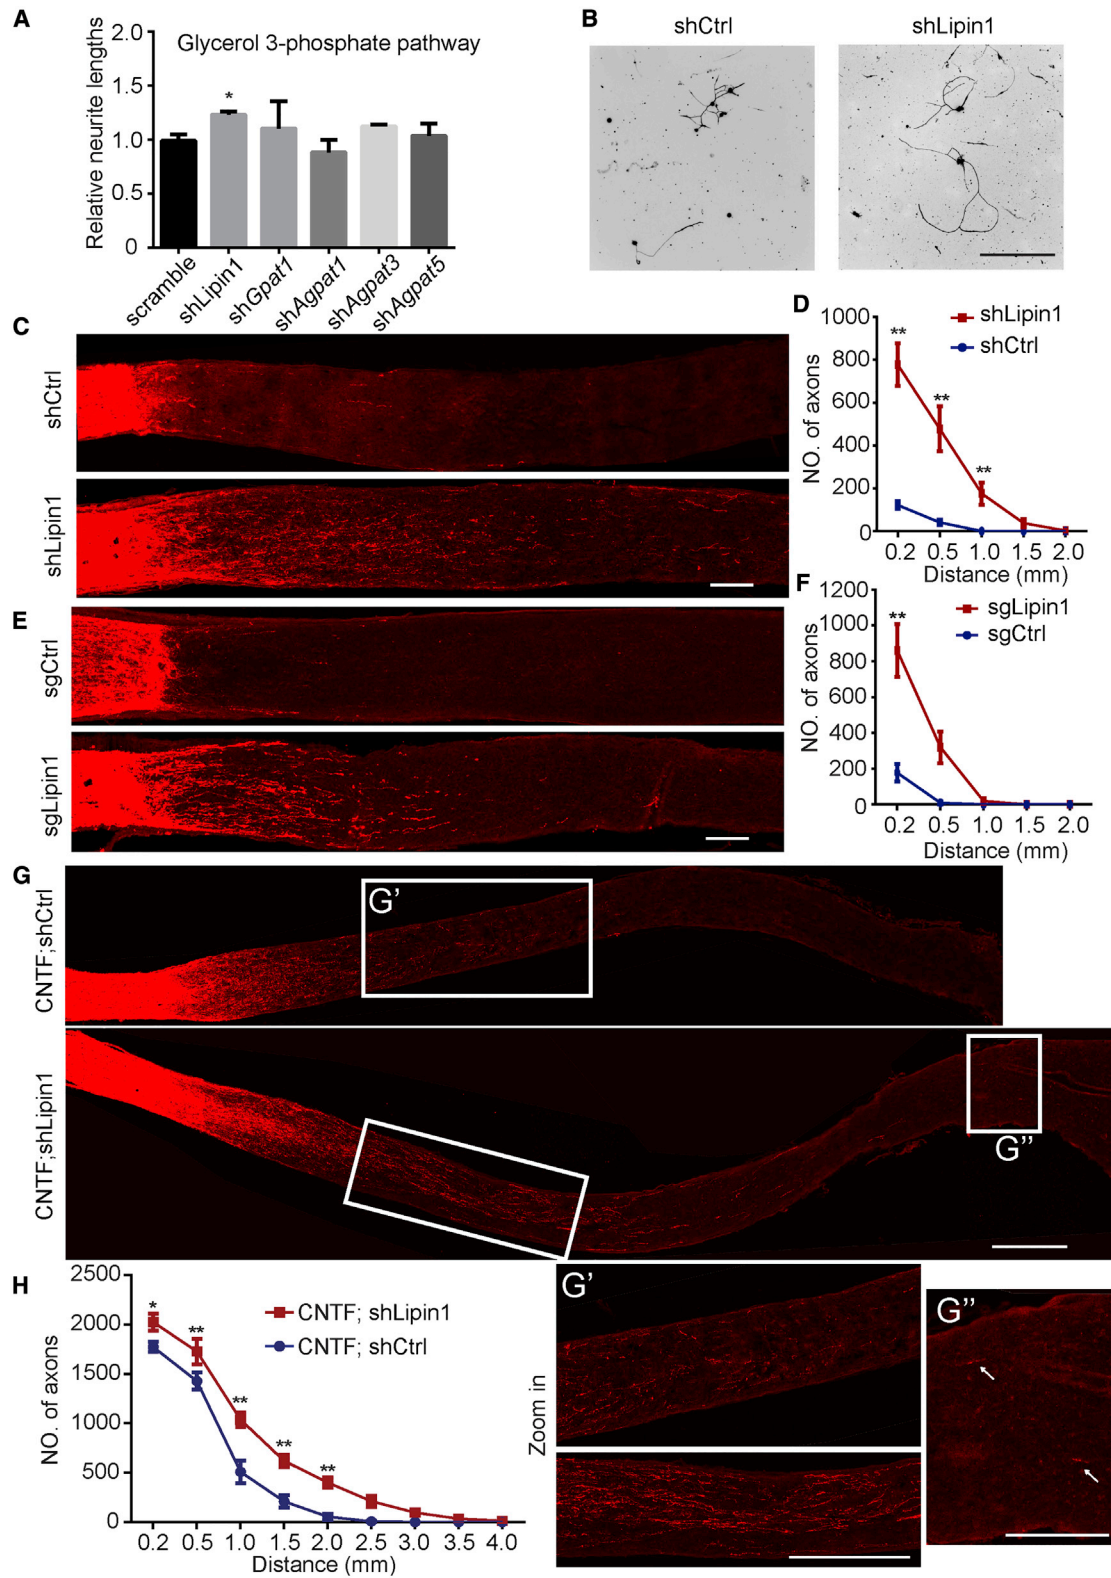 A
Glycerol 3-phosphate pathway
Relative neurite lengths
2.0
1.5
1.0
0.5
0
*
scramble
shLipin1
shGpat1
shAgpat1
shAgpat3
shAgpat5
B
shCtrl
shLipin1
C
shCtrl
shLipin1
D
NO. of axons
1000
800
600
400
200
0
**
**
**
shLipin1
shCtrl
0.2 0.5 1.0 1.5 2.0
Distance (mm)
E
sgCtrl
sgLipin1
F
NO. of axons
1200
1000
800
600
400
200
0
**
sgLipin1
sgCtrl
0.2 0.5 1.0 1.5 2.0
Distance (mm)
G
CNTF;shCtrl
G'
CNTF;shLipin1
G''
H
NO. of axons
2500
2000
1500
1000
500
0
*
**
**
**
**
CNTF; shLipin1
CNTF; shCtrl
0.2 0.5 1.0 1.5 2.0 2.5 3.0 3.5 4.0
Distance (mm)
Zoom in
G'
G''